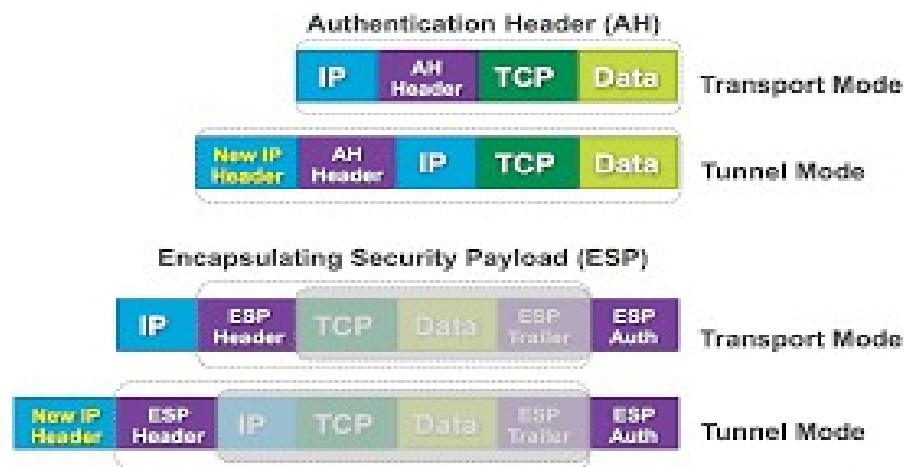 Authentication Header (AH)
IP AH Header TCP Data Transport Mode
New IP Header AH Header IP TCP Data Tunnel Mode
Encapsulating Security Payload (ESP)
IP ESP Header TCP Data ESP Trailer ESP Auth Transport Mode
New IP Header ESP Header IP TCP Data ESP Trailer ESP Auth Tunnel Mode